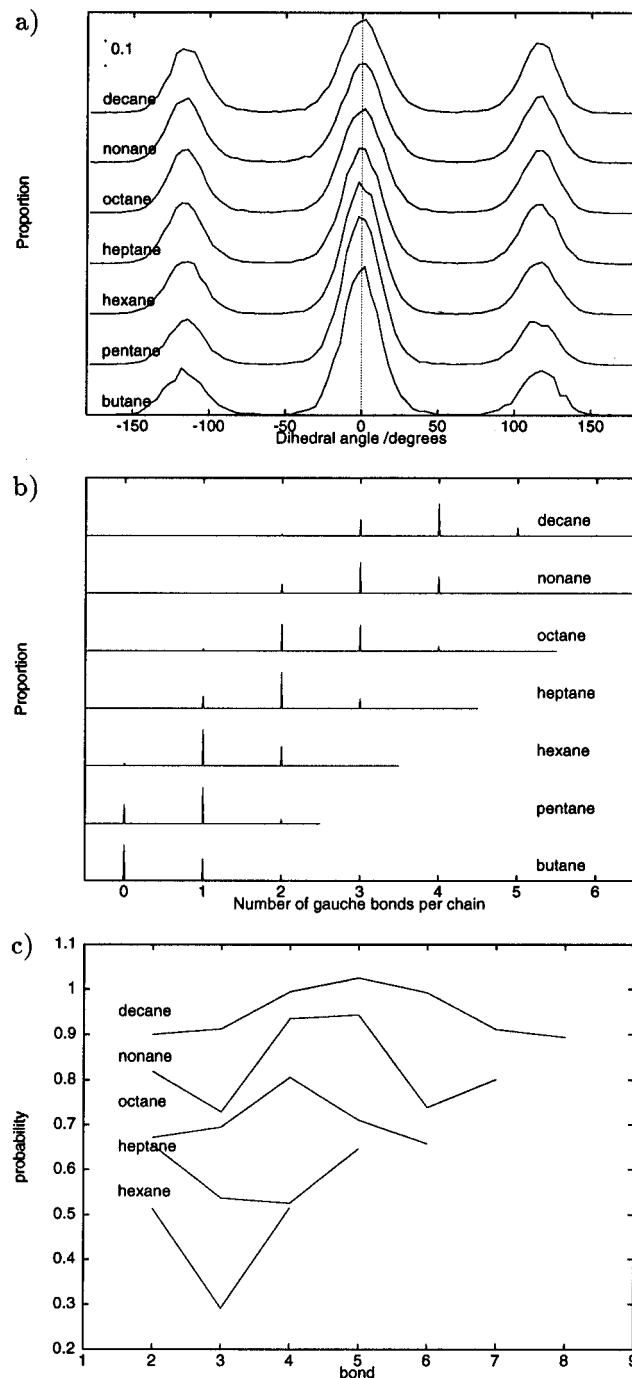 a)
0.1
decane
nonane
octane
heptane
hexane
pentane
butane
Proportion
-150 -100 -50 0 50 100 150
Dihedral angle /degrees
b)
decane
nonane
octane
heptane
hexane
pentane
butane
Proportion
0 1 2 3 4 5 6
Number of gauche bonds per chain
c)
1.1
1
0.9
0.8
0.7
0.6
0.5
0.4
0.3
0.2
decane
nonane
octane
heptane
hexane
probability
1 2 3 4 5 6 7 8 9
bond